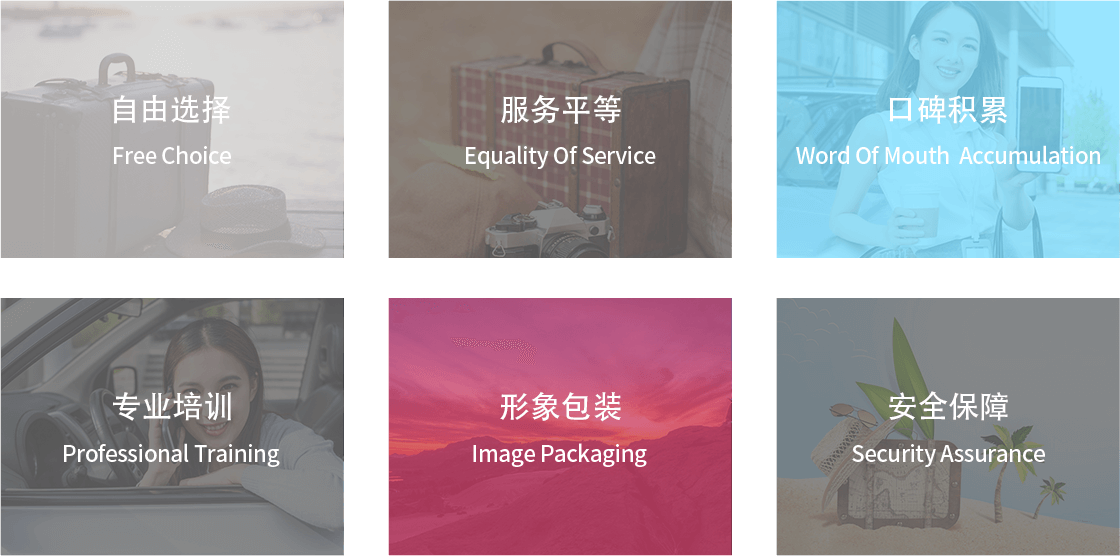 自由选择
Free Choice
服务平等
Equality Of Service
口碑积累
Word Of Mouth  Accumulation
专业培训
Professional Training
形象包装
Image Packaging
安全保障
Security Assurance